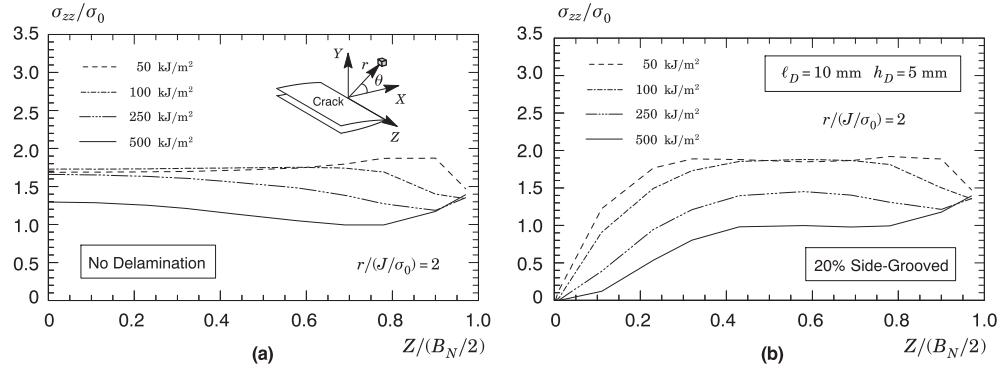 σzz/σ0
3.5
3.0
2.5
2.0
1.5
1.0
0.5
0
50 kJ/m²
100 kJ/m²
250 kJ/m²
500 kJ/m²
Y
r
θ
X
Crack
Z
No Delamination
r/(J/σ0) = 2
0 0.2 0.4 0.6 0.8 1.0
Z/(BN/2)
(a)
σzz/σ0
3.5
3.0
2.5
2.0
1.5
1.0
0.5
0
50 kJ/m²
100 kJ/m²
250 kJ/m²
500 kJ/m²
ℓD = 10 mm hD = 5 mm
r/(J/σ0) = 2
20% Side-Grooved
0 0.2 0.4 0.6 0.8 1.0
Z/(BN/2)
(b)